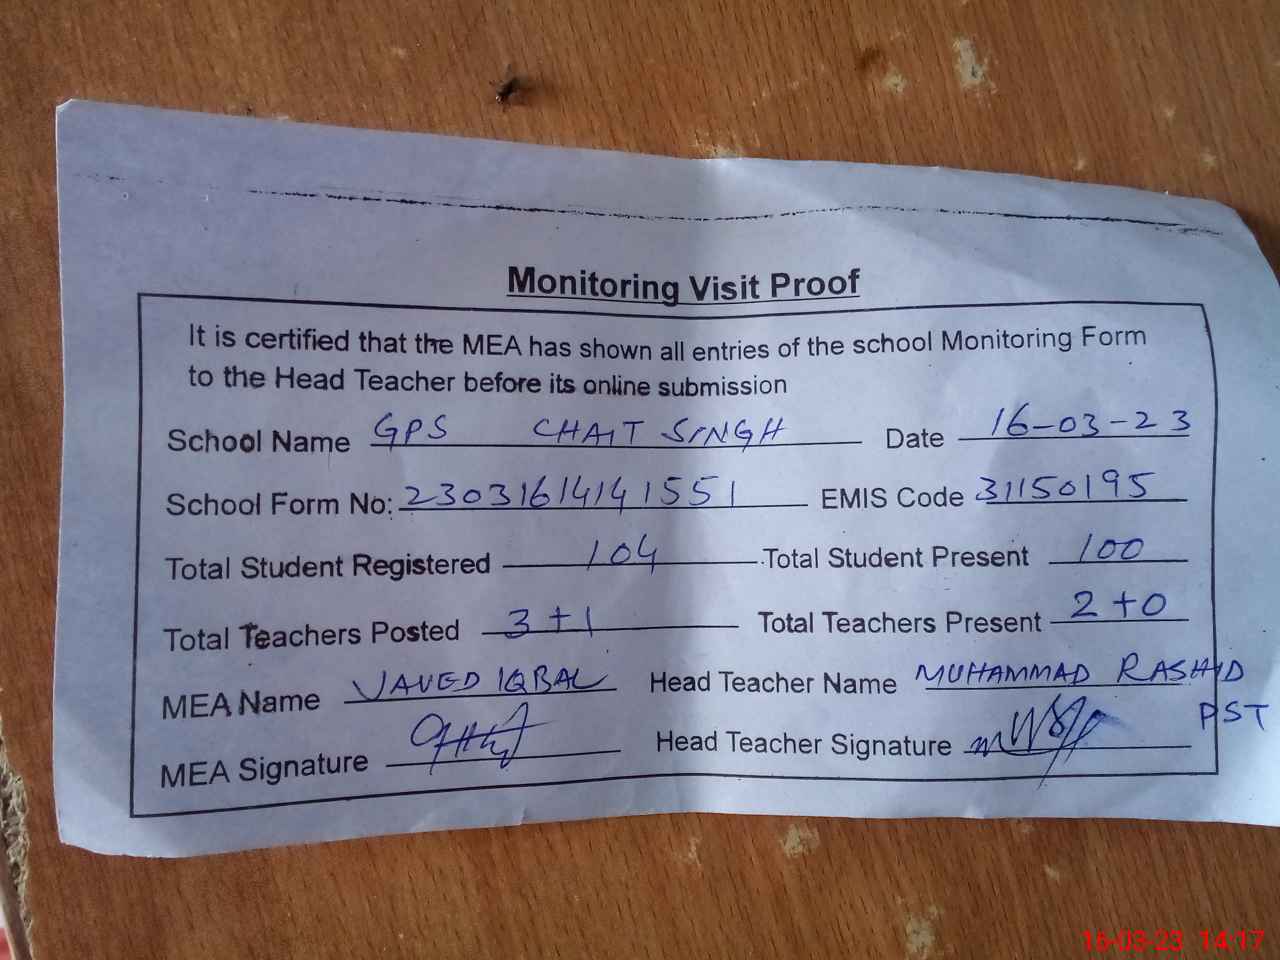 Monitoring Visit Proof
It is certified that the MEA has shown all entries of the school Monitoring Form
to the Head Teacher before its online submission
School Name GPS CHAIT SINGH Date 16-03-23
School Form No: 23031614141551 EMIS Code 31150195
Total Student Registered 104 Total Student Present 100
Total Teachers Posted 3+1 Total Teachers Present 2+0
MEA Name JAVED IQBAL Head Teacher Name MUHAMMAD RASHID
PST
MEA Signature Head Teacher Signature
16-03-23 14:17